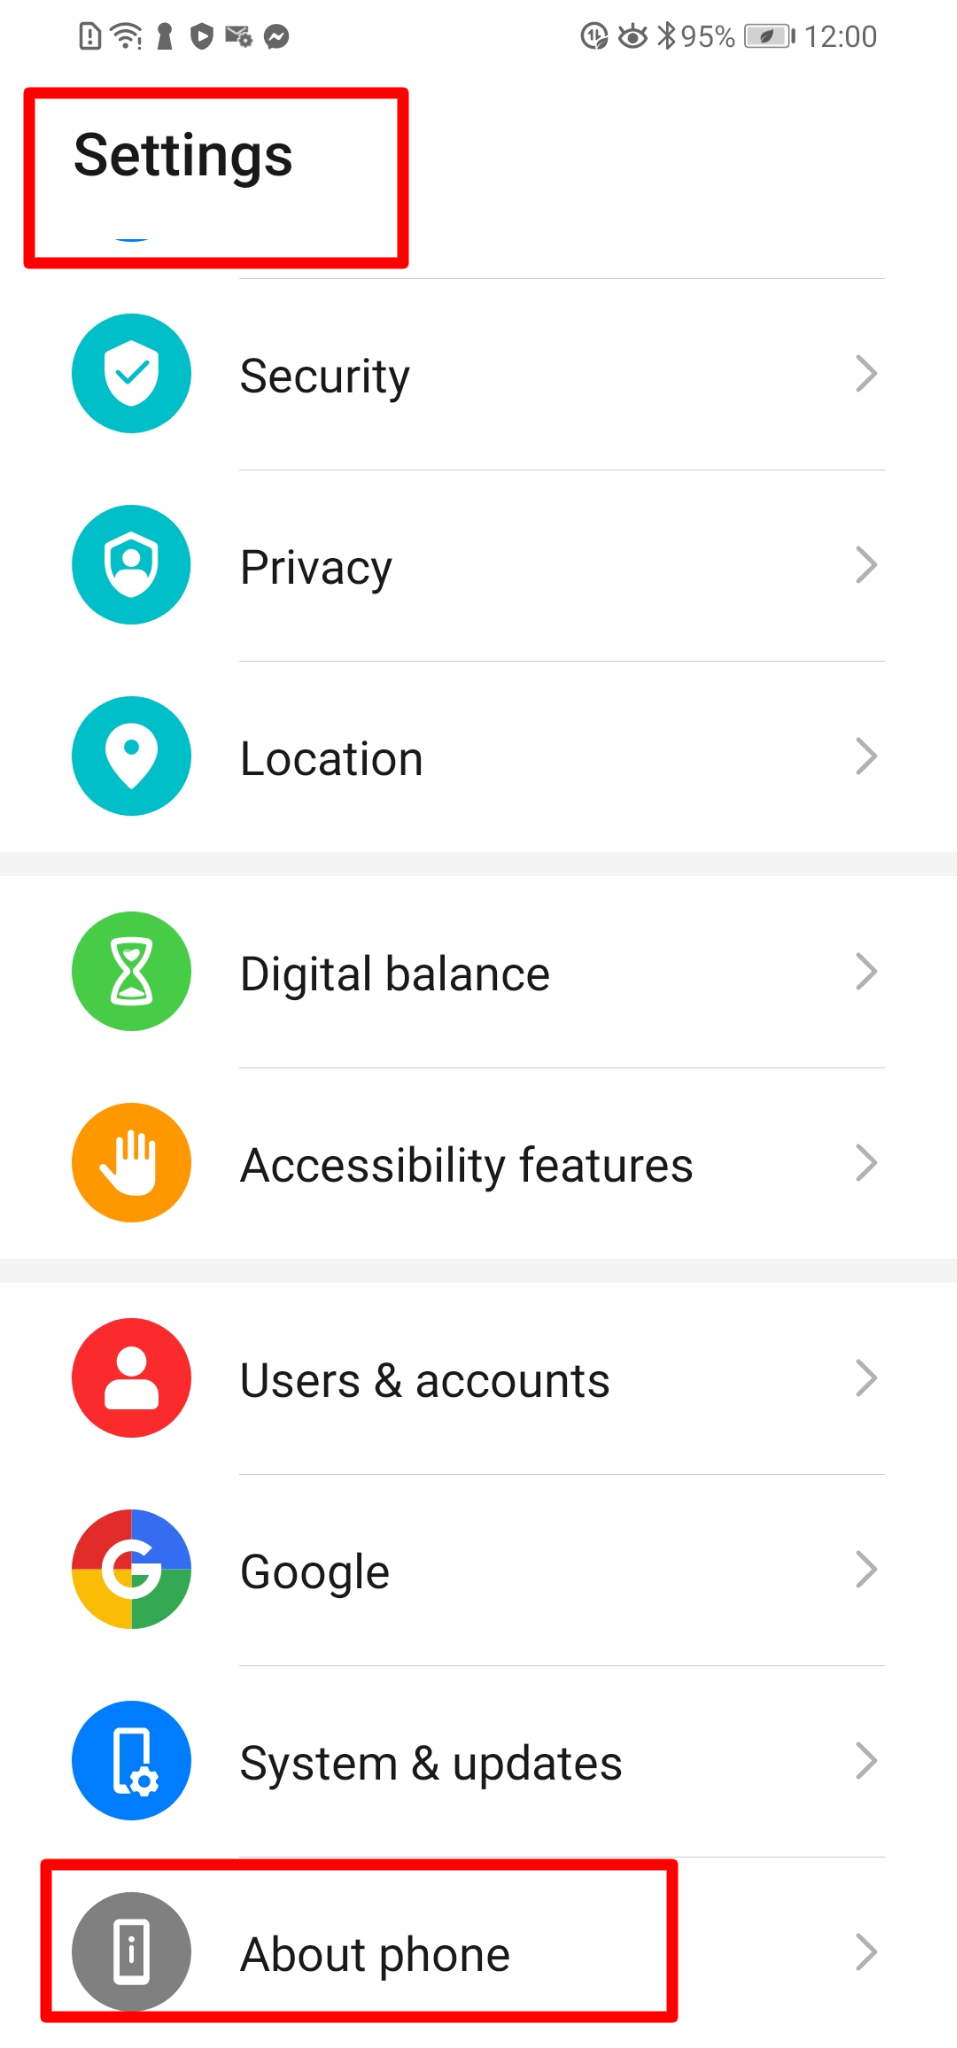 95% 12:00
Settings
Security
Privacy
Location
Digital balance
Accessibility features
Users & accounts
Google
System & updates
About phone